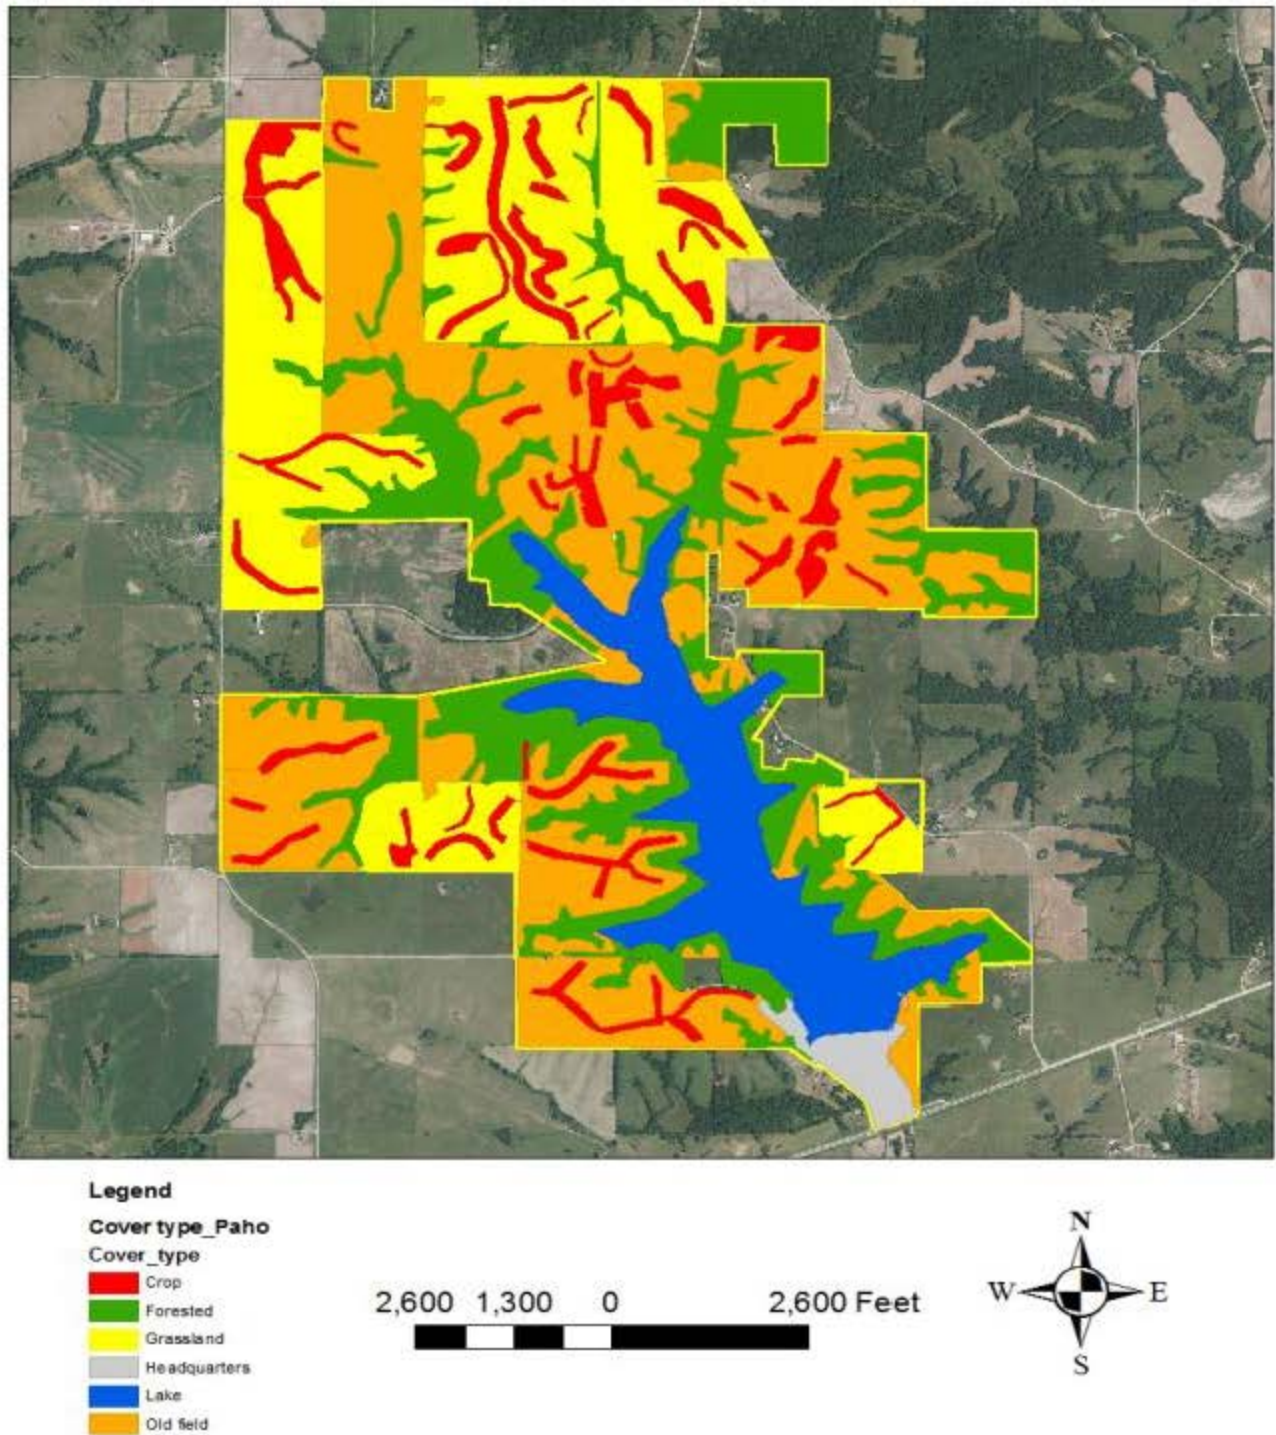 Legend
Cover type_Paho
Cover_type
Crop
Forested
Grassland
Headquarters
Lake
Old field
2,600 1,300 0 2,600 Feet
N
W E
S